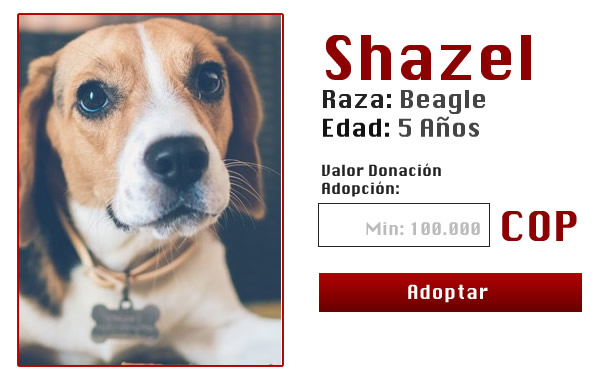 Shazel
Raza: Beagle
Edad: 5 Años
Valor Donación
Adopción:
Min: 100.000 COP
Adoptar